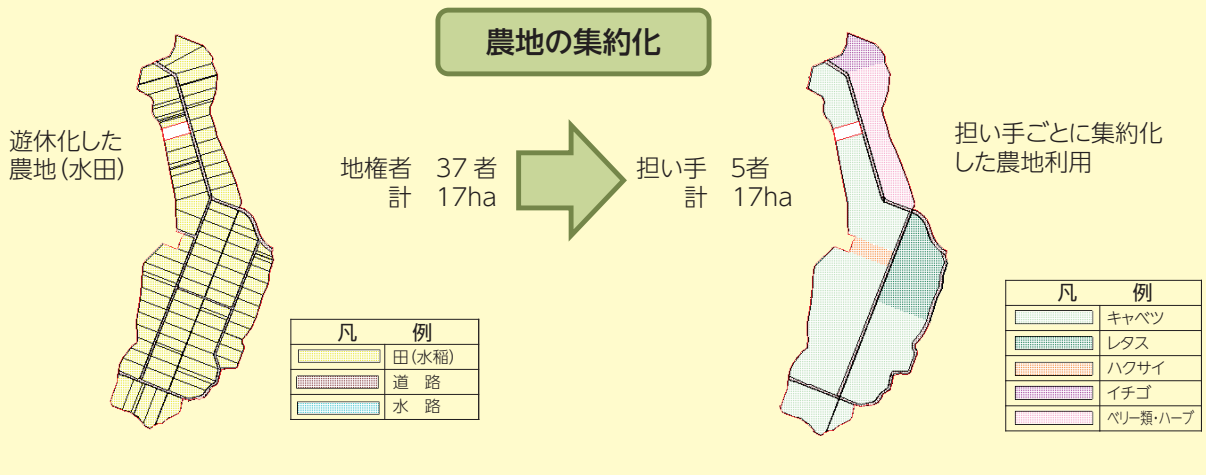 農地の集約化
遊休化した
農地(水田)
地権者 37者
計 17ha
担い手 5者
計 17ha
担い手ごとに集約化
した農地利用
凡 例
田(水稲)
道 路
水 路
凡 例
キャベツ
レタス
ハクサイ
イチゴ
ベリー類・ハーブ